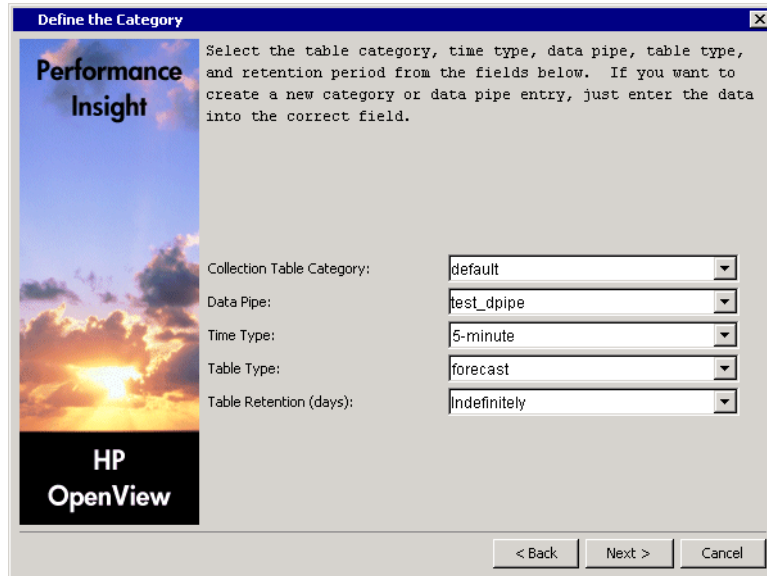 Define the Category
Performance
Insight
Select the table category, time type, data pipe, table type,
and retention period from the fields below.  If you want to
create a new category or data pipe entry, just enter the data
into the correct field.
Collection Table Category:
default
Data Pipe:
test_dpipe
Time Type:
5-minute
Table Type:
forecast
Table Retention (days):
Indefinitely
HP
OpenView
< Back
Next >
Cancel